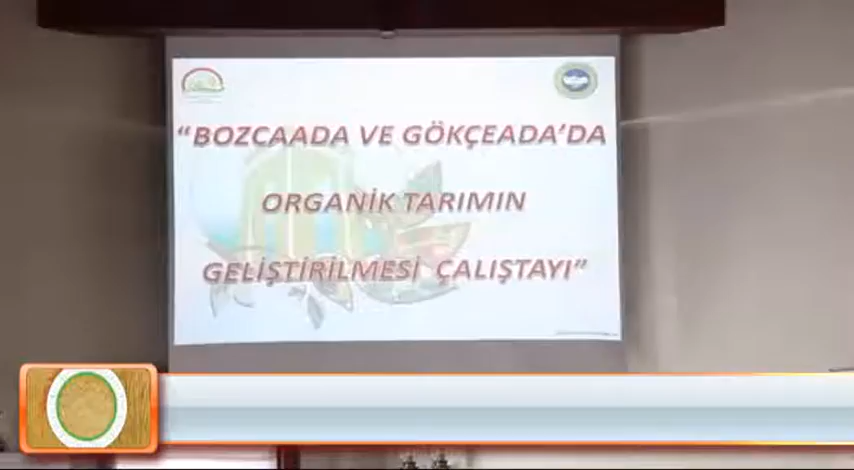 “BOZCAADA VE GÖKÇEADA’DA
ORGANİK TARIMIN
GELİŞTİRİLMESİ ÇALIŞTAYI”